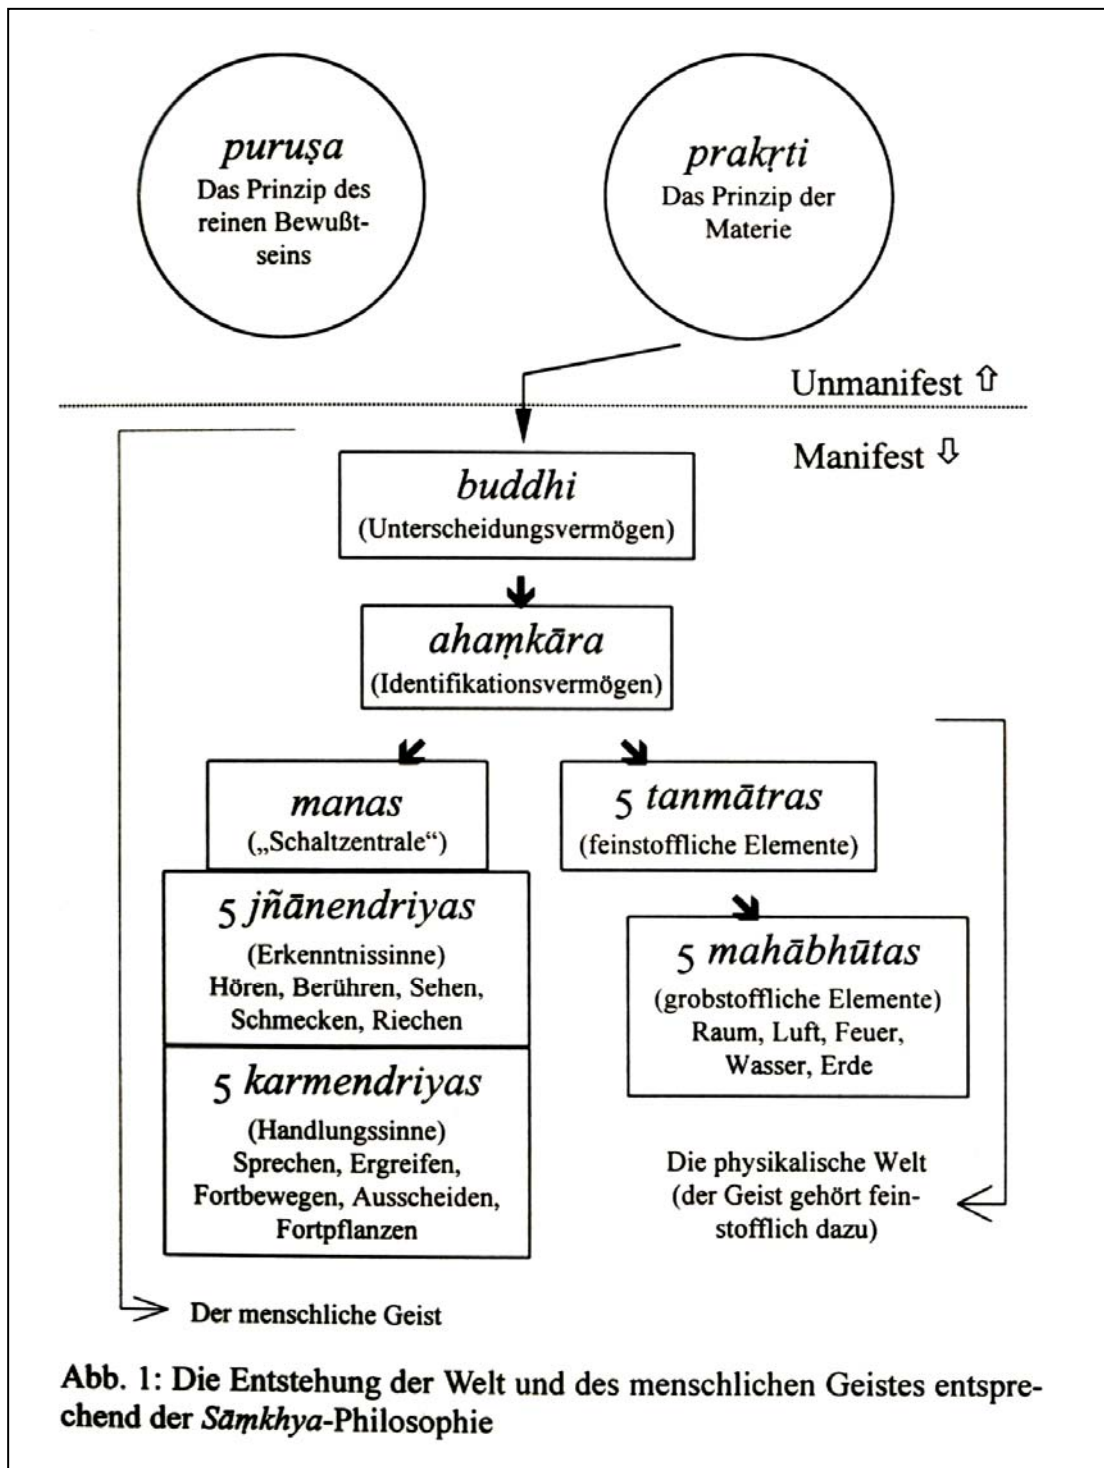 puruṣa
Das Prinzip des
reinen Bewußt-
seins
prakṛti
Das Prinzip der
Materie
Unmanifest ⇧
Manifest ⇩
buddhi
(Unterscheidungsvermögen)
ahaṃkāra
(Identifikationsvermögen)
manas
(„Schaltzentrale“)
5 jñānendriyas
(Erkenntnissinne)
Hören, Berühren, Sehen,
Schmecken, Riechen
5 karmendriyas
(Handlungssinne)
Sprechen, Ergreifen,
Fortbewegen, Ausscheiden,
Fortpflanzen
5 tanmātras
(feinstoffliche Elemente)
5 mahābhūtas
(grobstoffliche Elemente)
Raum, Luft, Feuer,
Wasser, Erde
Die physikalische Welt
(der Geist gehört fein-
stofflich dazu)
Der menschliche Geist
Abb. 1: Die Entstehung der Welt und des menschlichen Geistes entspre-
chend der Sāṃkhya-Philosophie